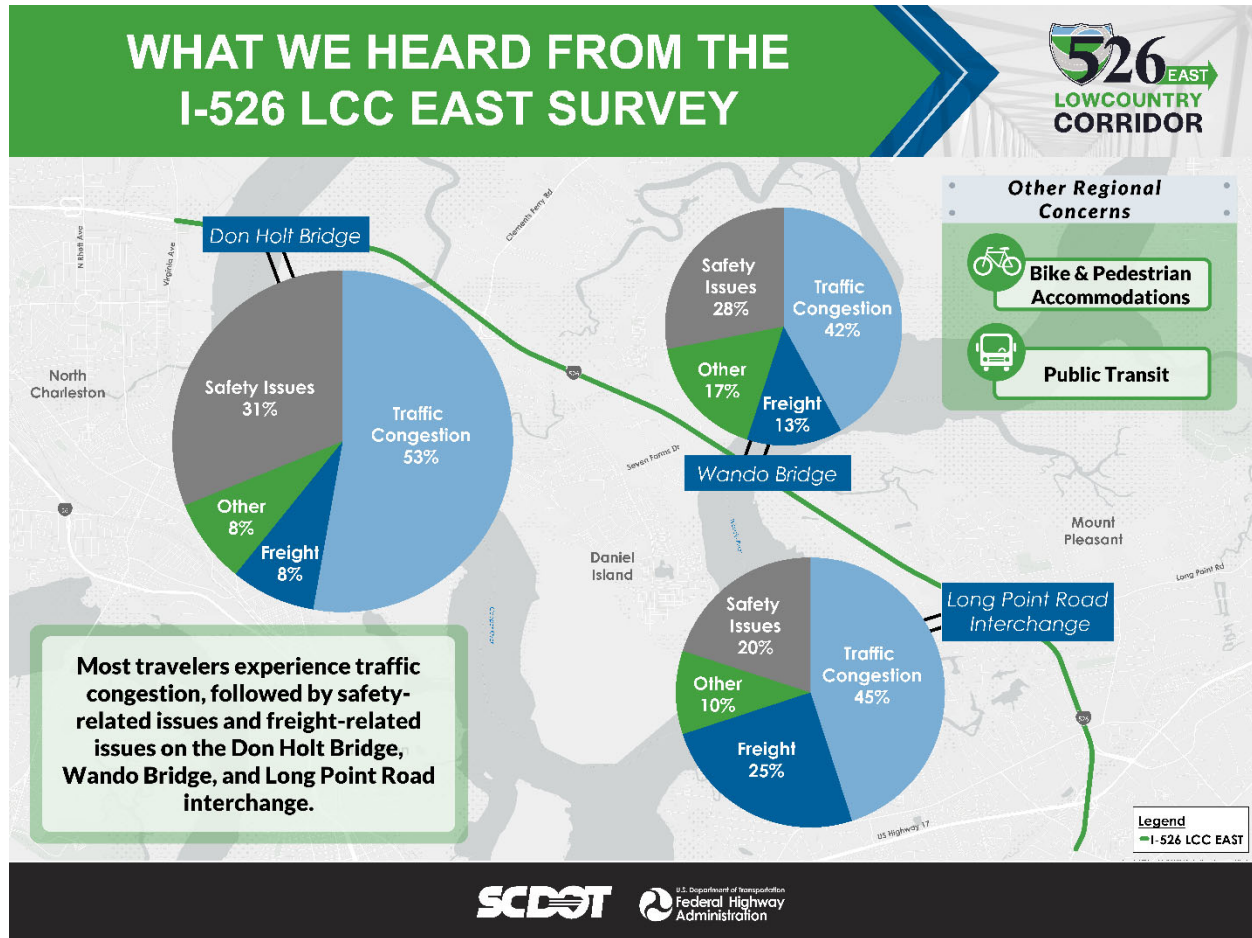 WHAT WE HEARD FROM THE
I-526 LCC EAST SURVEY
526 EAST
LOWCOUNTRY
CORRIDOR
Other Regional
Concerns
Bike & Pedestrian
Accommodations
Public Transit
Don Holt Bridge
Safety Issues
31%
Traffic
Congestion
53%
Other
8%
Freight
8%
Safety
Issues
28%
Traffic
Congestion
42%
Other
17%
Freight
13%
Wando Bridge
Long Point Road
Interchange
Safety
Issues
20%
Traffic
Congestion
45%
Other
10%
Freight
25%
N Rhett Ave
Virginia Ave
Clements Ferry Rd
North
Charleston
526
Seven Farms Dr
26
Daniel
Island
Mount
Pleasant
Long Point Rd
526
US Highway 17
Most travelers experience traffic
congestion, followed by safety-
related issues and freight-related
issues on the Don Holt Bridge,
Wando Bridge, and Long Point Road
interchange.
Legend
I-526 LCC EAST
SCDOT
U.S. Department of Transportation
Federal Highway
Administration